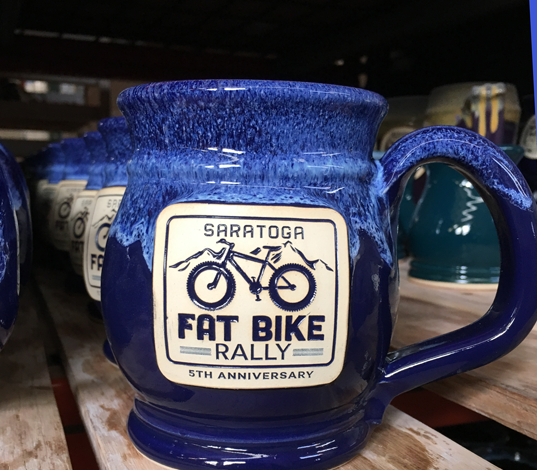 SARATOGA
FAT BIKE
RALLY
5TH ANNIVERSARY